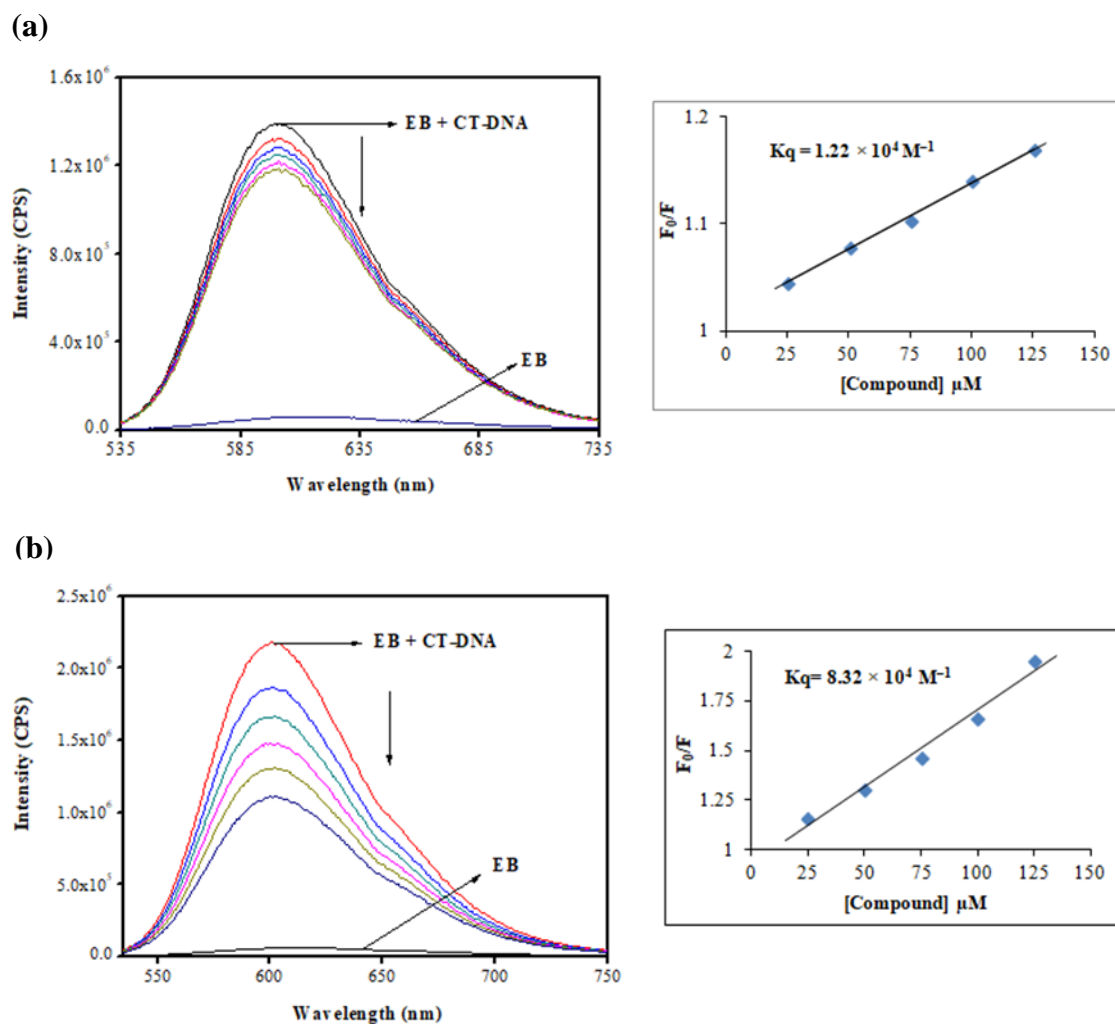 (a)
1.6x10⁶
1.2x10⁶
8.0x10⁵
4.0x10⁵
0.0
Intensity (CPS)
EB + CT-DNA
EB
535 585 635 685 735
Wavelength (nm)
1.2
1.1
1
F₀/F
Kq = 1.22 × 10⁴ M⁻¹
0 25 50 75 100 125 150
[Compound] µM
(b)
2.5x10⁶
2.0x10⁶
1.5x10⁶
1.0x10⁶
5.0x10⁵
0.0
Intensity (CPS)
EB + CT-DNA
EB
550 600 650 700 750
Wavelength (nm)
2
1.75
1.5
1.25
1
F₀/F
Kq= 8.32 × 10⁴ M⁻¹
0 25 50 75 100 125 150
[Compound] µM